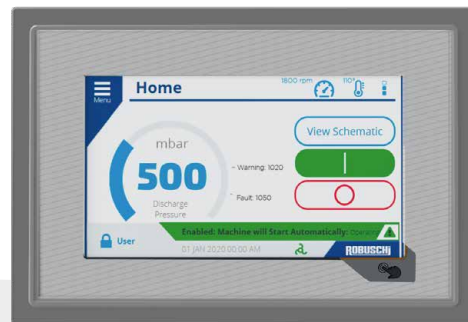 Home
1800 rpm
110°
Menu
mbar
500
Discharge
Pressure
View Schematic
- Warning: 1020
Fault: 1050
Enabled: Machine will Start Automatically:
User
01 JAN 2020 00:00 AM
ROBUSCHI